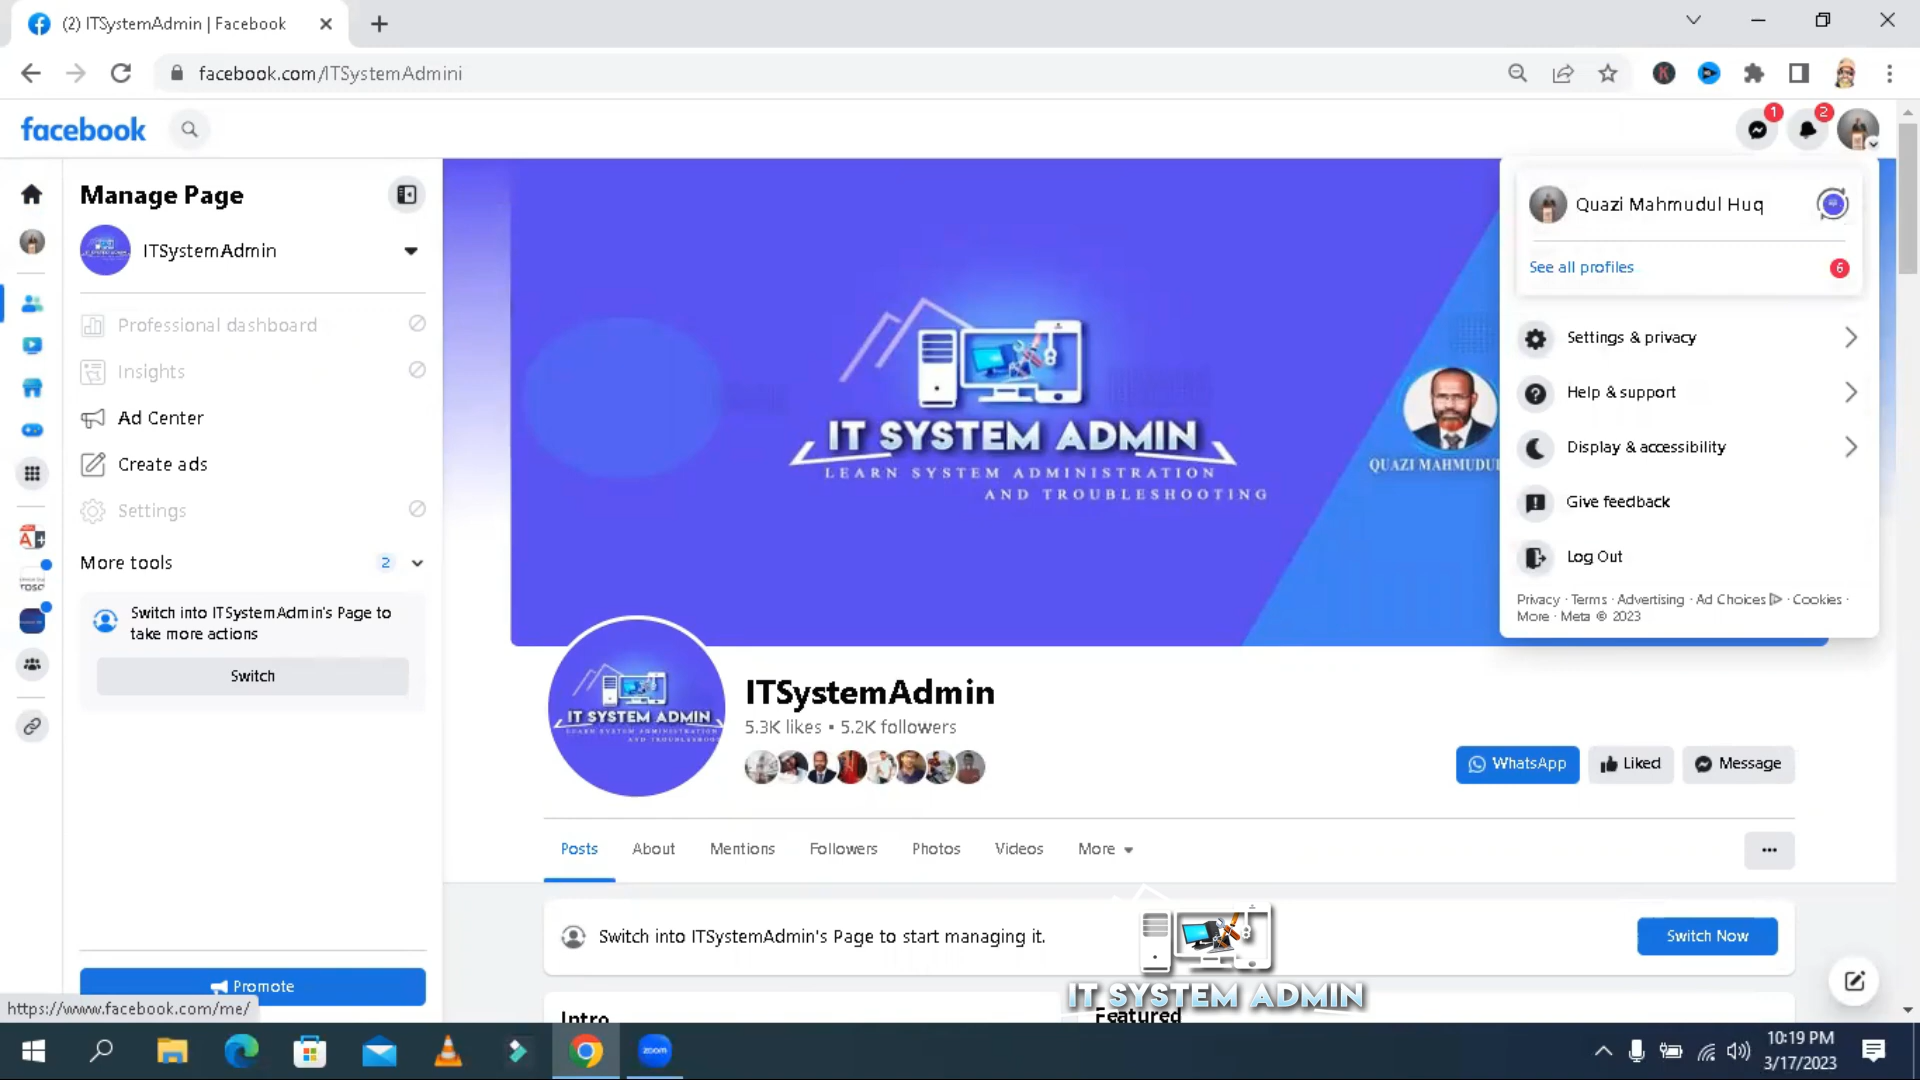 (2) ITSystemAdmin | Facebook
facebook.com/ITSystemAdmini
K
facebook
1
2
Manage Page
ITSystemAdmin
Professional dashboard
Insights
Ad Center
Create ads
Settings
More tools
2
Switch into ITSystemAdmin's Page to
take more actions
Switch
Promote
https://www.facebook.com/me/
IT SYSTEM ADMIN
LEARN SYSTEM ADMINISTRATION
AND TROUBLESHOOTING
QUAZI MAHMUDUL
Quazi Mahmudul Huq
See all profiles
6
Settings & privacy
Help & support
Display & accessibility
Give feedback
Log Out
Privacy · Terms · Advertising · Ad Choices · Cookies ·
More · Meta © 2023
IT SYSTEM ADMIN
ITSystemAdmin
5.3K likes • 5.2K followers
WhatsApp
Liked
Message
Posts
About
Mentions
Followers
Photos
Videos
More
Switch into ITSystemAdmin's Page to start managing it.
Switch Now
IT SYSTEM ADMIN
Intro
Featured
zoom
10:19 PM
3/17/2023